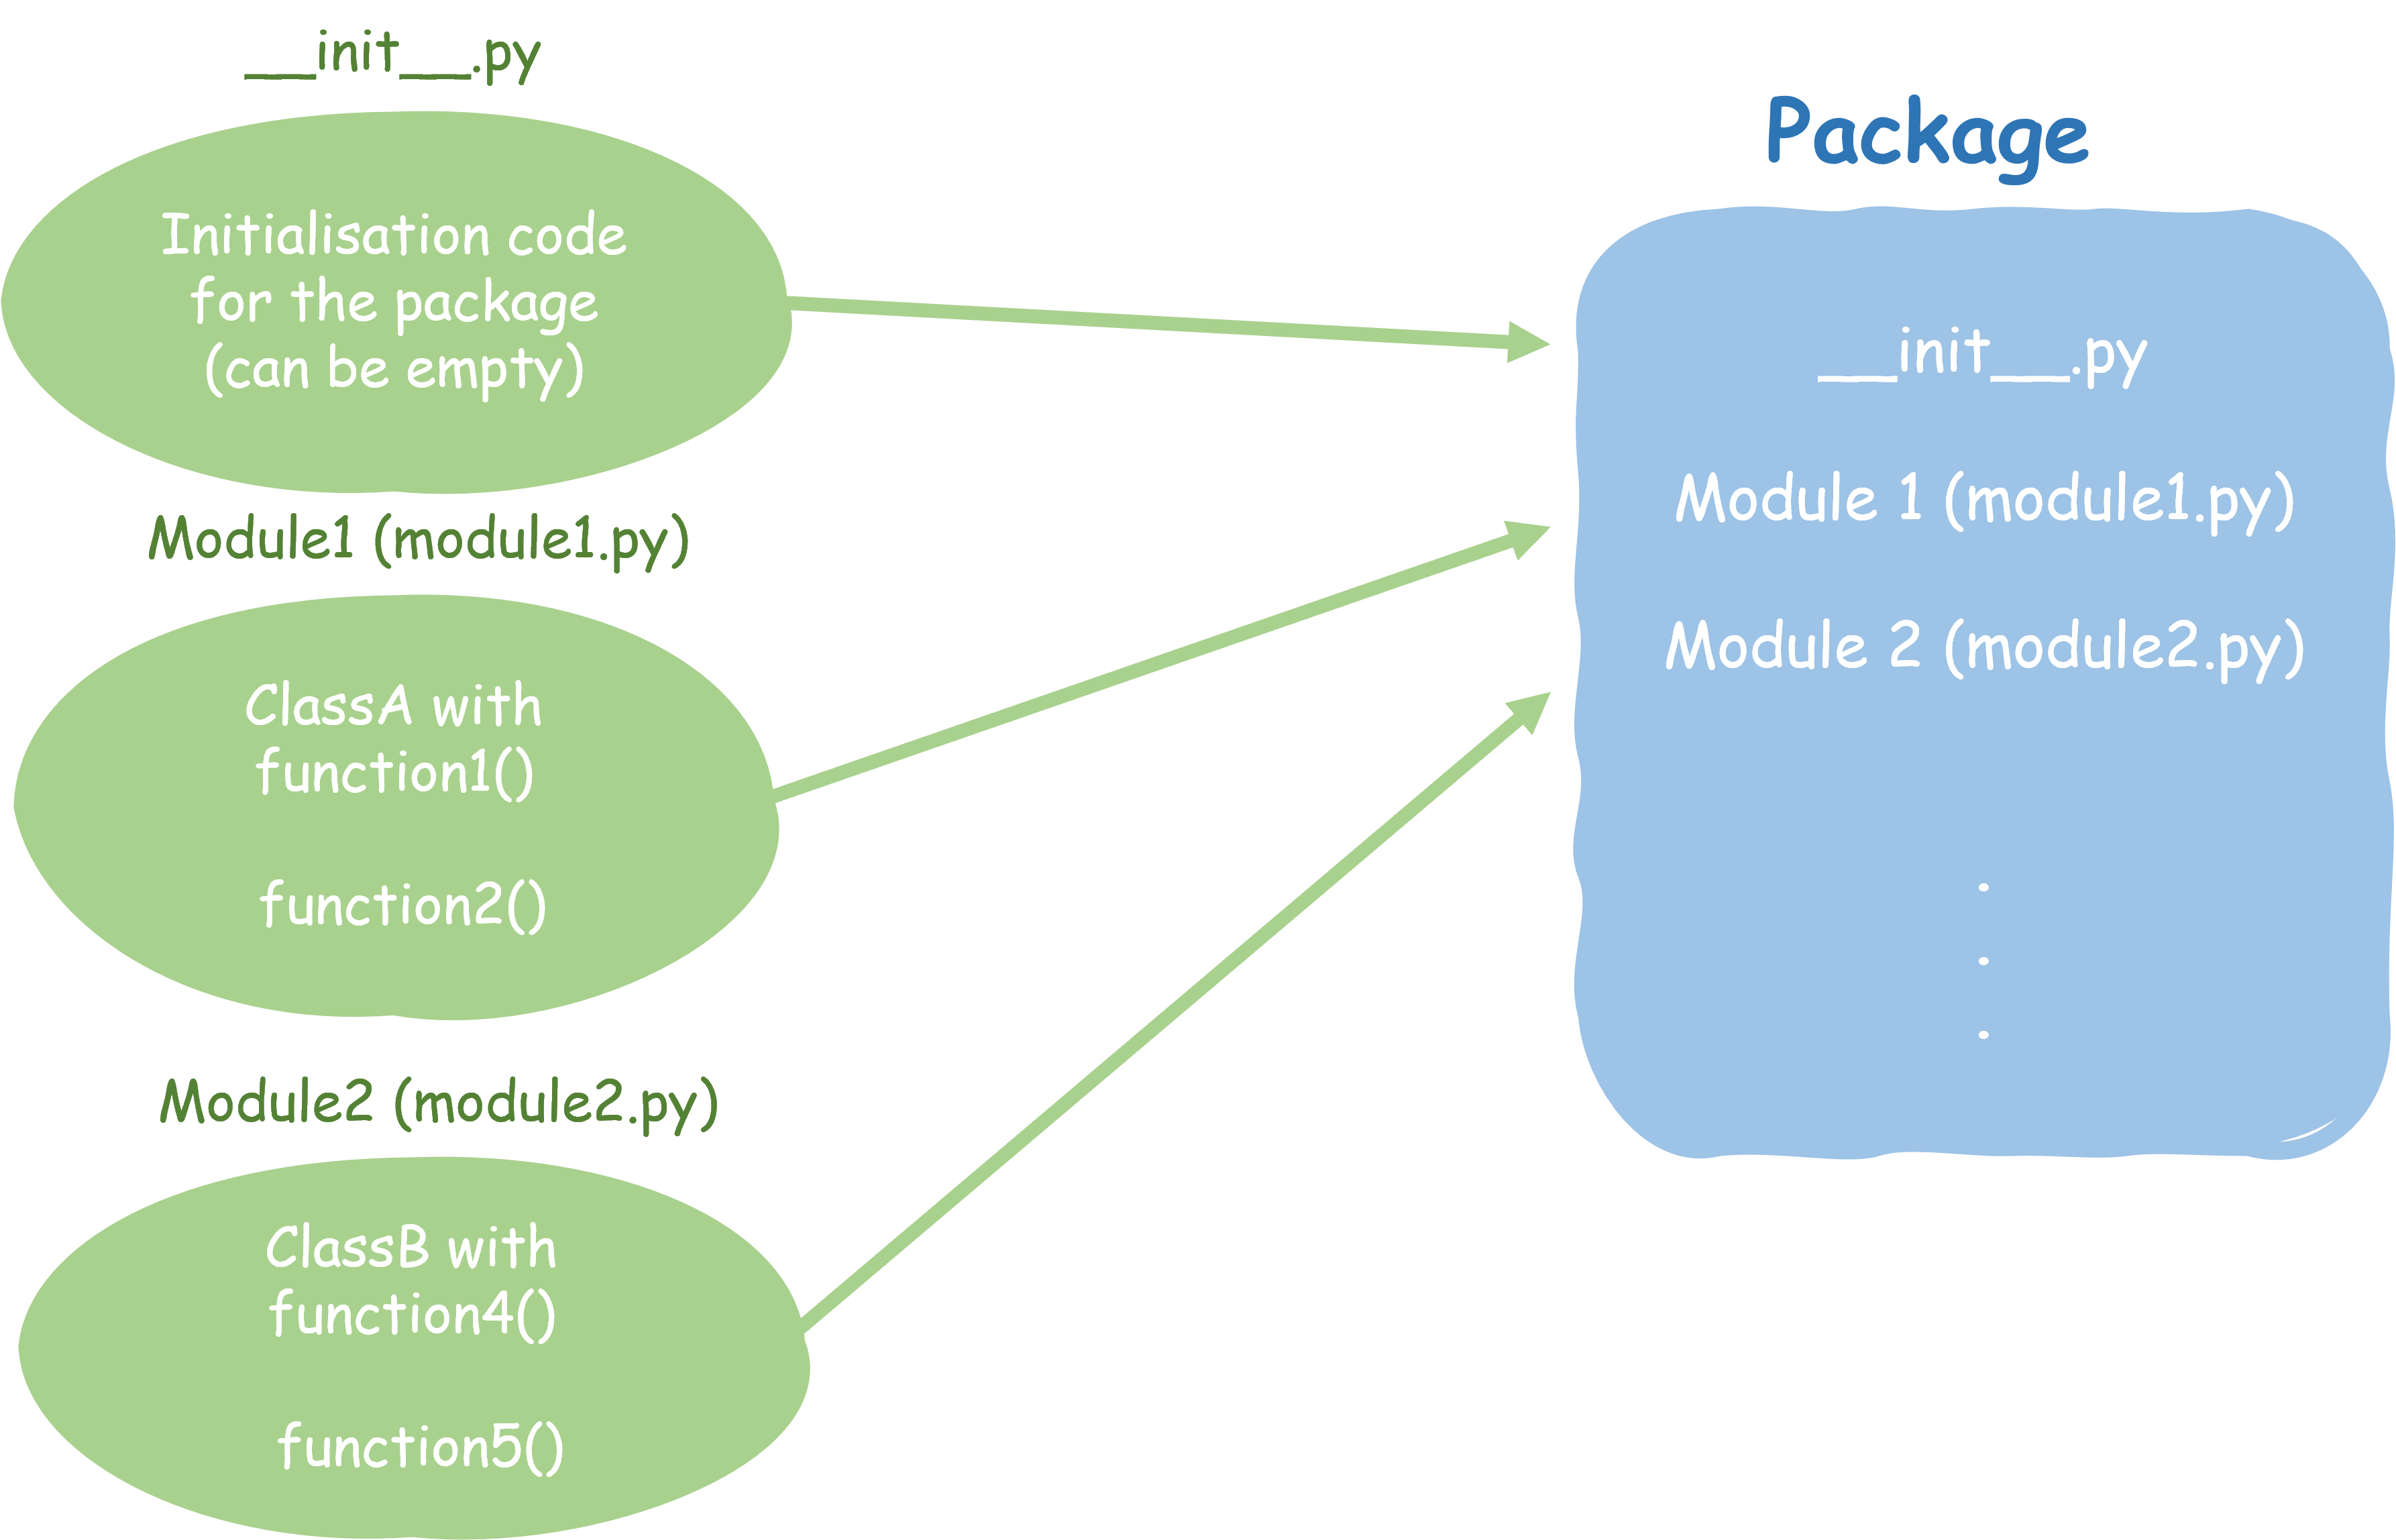 __init__.py
Initialisation code
for the package
(can be empty)
Module1 (module1.py)
ClassA with
function1()
function2()
Module2 (module2.py)
ClassB with
function4()
function5()
Package
__init__.py
Module 1 (module1.py)
Module 2 (module2.py)
.
.
.